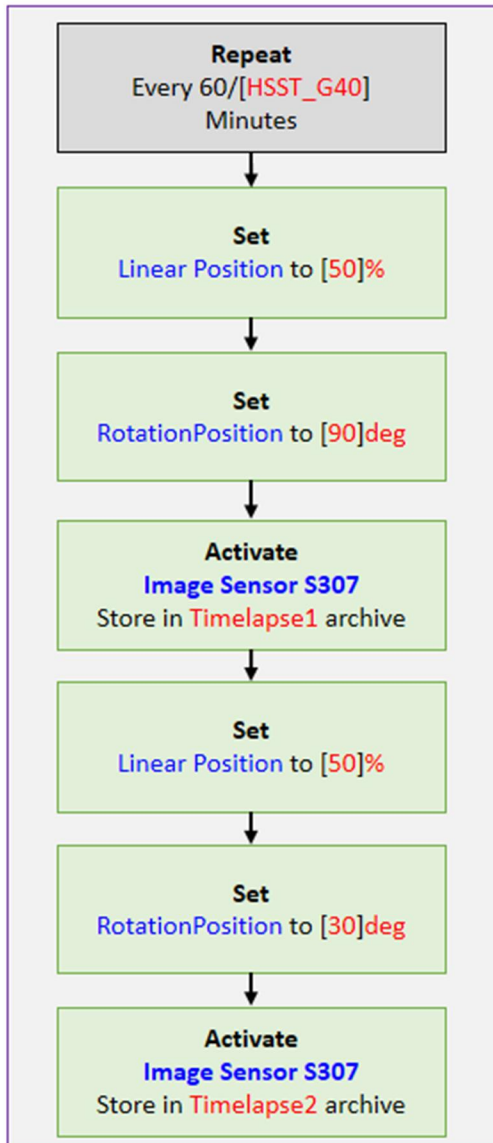 Repeat
Every 60/[HSST_G40]
Minutes
Set
Linear Position to [50]%
Set
RotationPosition to [90]deg
Activate
Image Sensor S307
Store in Timelapse1 archive
Set
Linear Position to [50]%
Set
RotationPosition to [30]deg
Activate
Image Sensor S307
Store in Timelapse2 archive